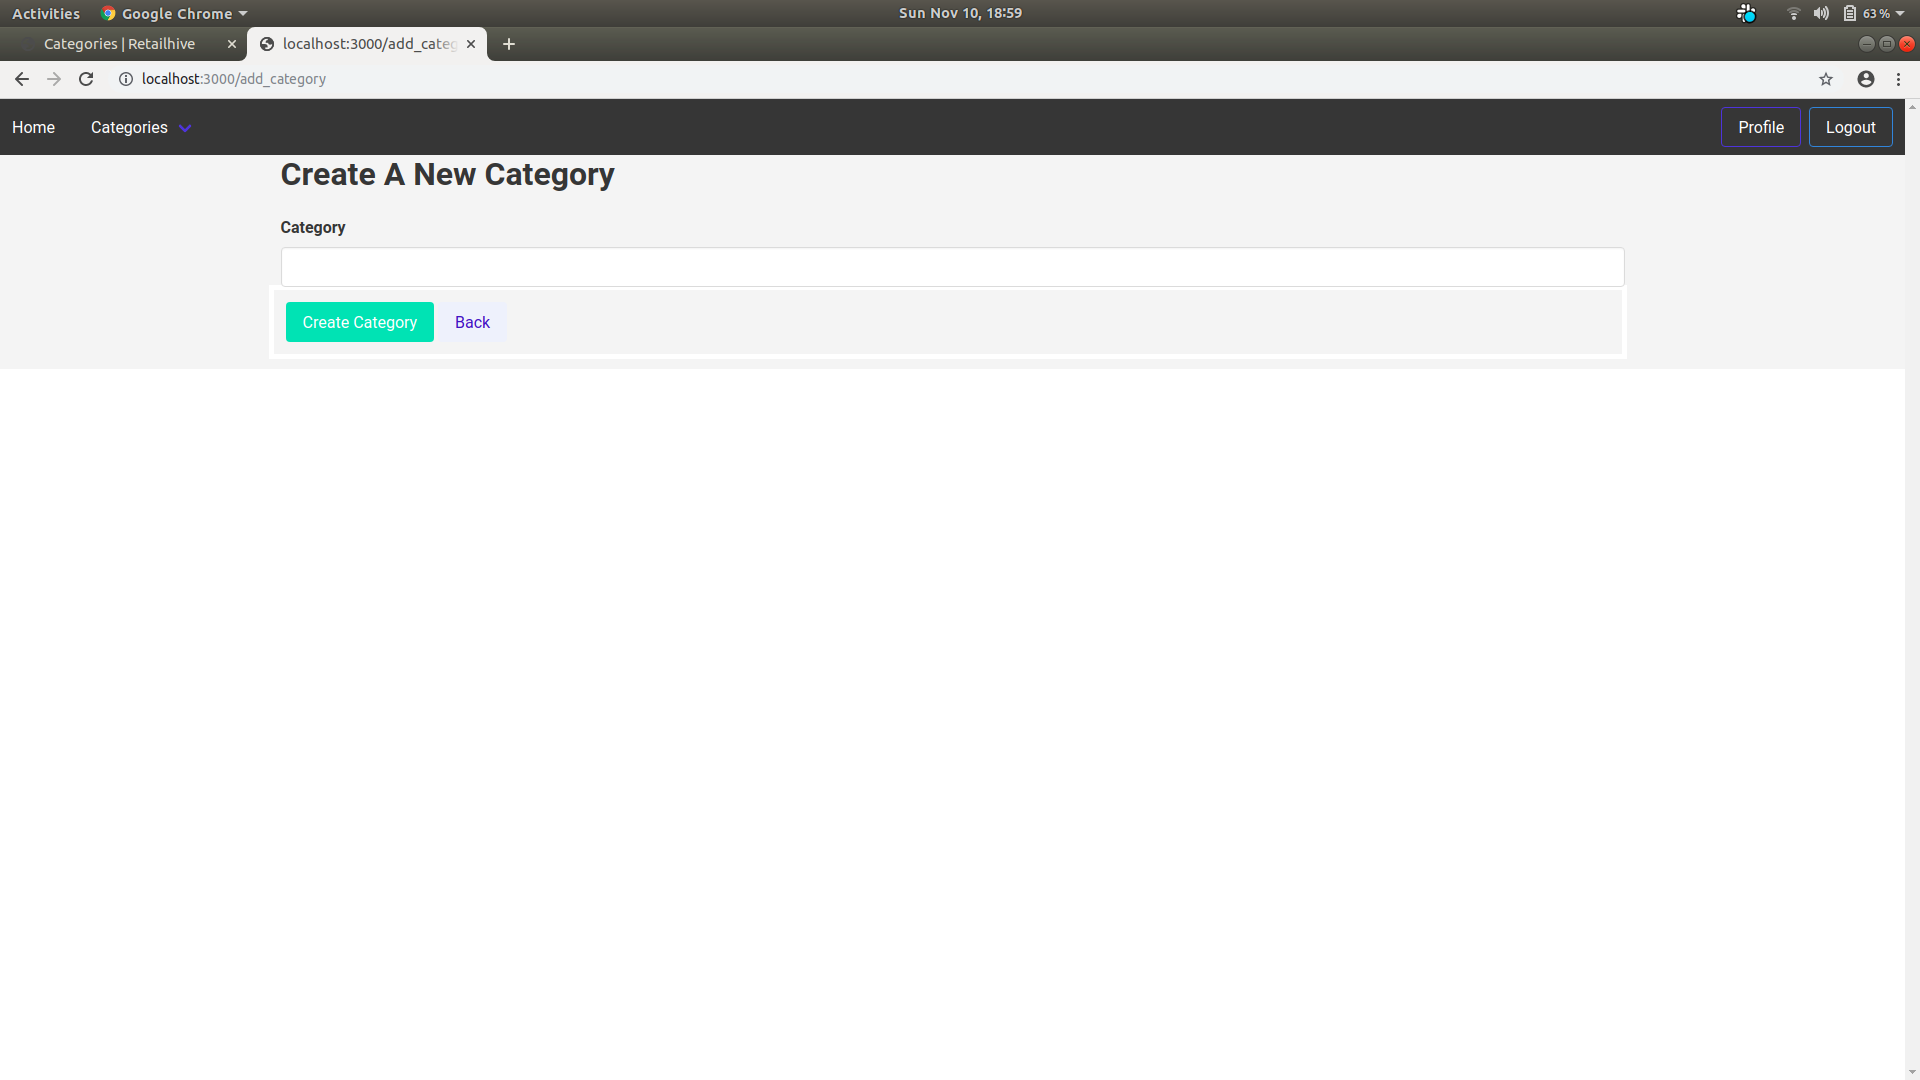 Activities Google Chrome Sun Nov 10, 18:59 63 %
Categories | Retailhive localhost:3000/add_categ
localhost:3000/add_category
Home Categories Profile Logout
Create A New Category
Category
Create Category Back